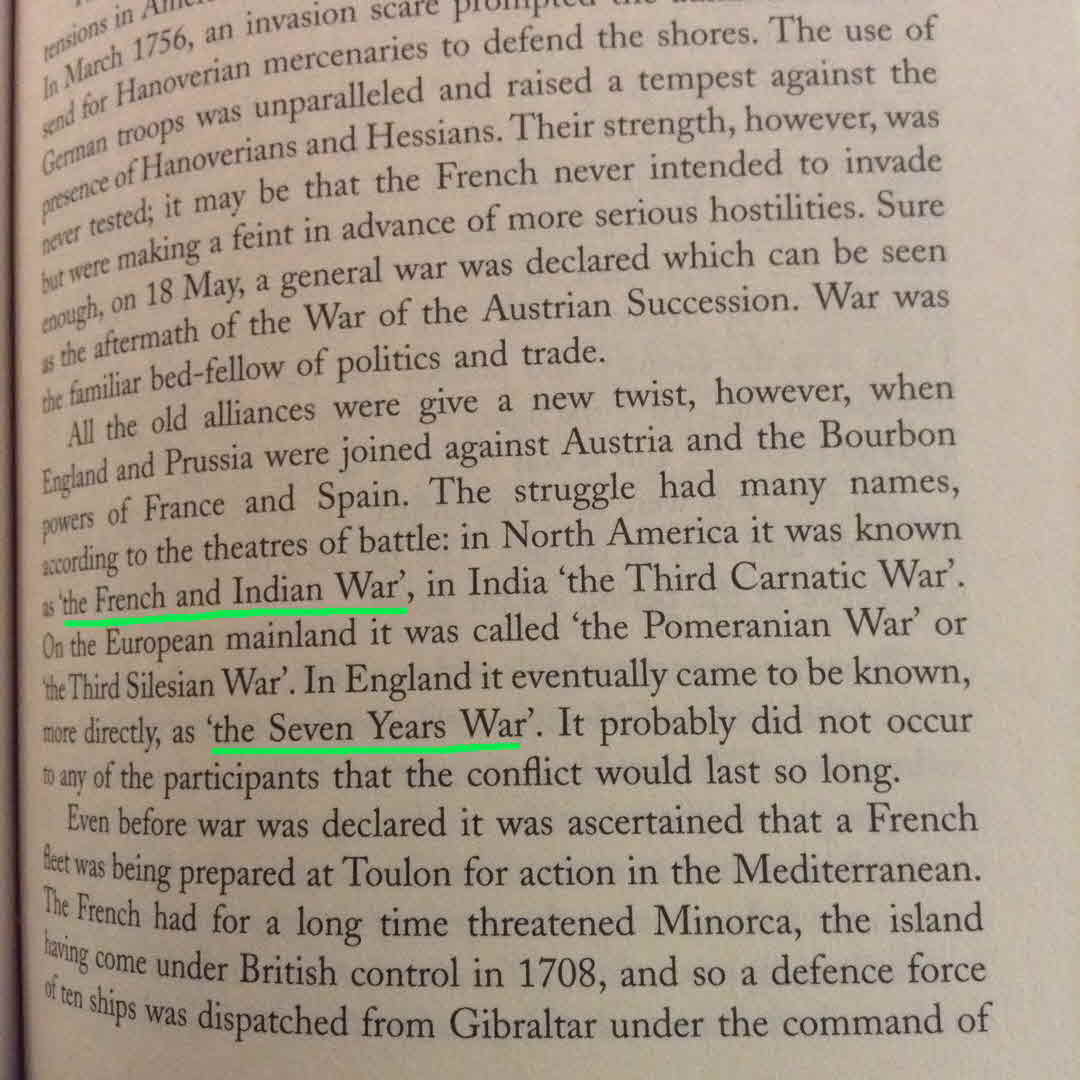 tensions in
In March 1756, an invasion scare prompted the
send for Hanoverian mercenaries to defend the shores. The use of
German troops was unparalleled and raised a tempest against the
presence of Hanoverians and Hessians. Their strength, however, was
never tested; it may be that the French never intended to invade
but were making a feint in advance of more serious hostilities. Sure
enough, on 18 May, a general war was declared which can be seen
as the aftermath of the War of the Austrian Succession. War was
the familiar bed-fellow of politics and trade.
All the old alliances were give a new twist, however, when
England and Prussia were joined against Austria and the Bourbon
powers of France and Spain. The struggle had many names,
according to the theatres of battle: in North America it was known
as ‘the French and Indian War’, in India ‘the Third Carnatic War’.
On the European mainland it was called ‘the Pomeranian War’ or
‘the Third Silesian War’. In England it eventually came to be known,
more directly, as ‘the Seven Years War’. It probably did not occur
to any of the participants that the conflict would last so long.
Even before war was declared it was ascertained that a French
fleet was being prepared at Toulon for action in the Mediterranean.
The French had for a long time threatened Minorca, the island
having come under British control in 1708, and so a defence force
of ten ships was dispatched from Gibraltar under the command of